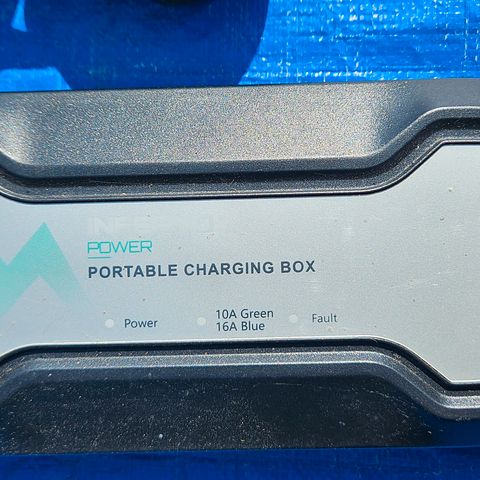 POWER
PORTABLE CHARGING BOX
Power
10A Green
16A Blue
Fault